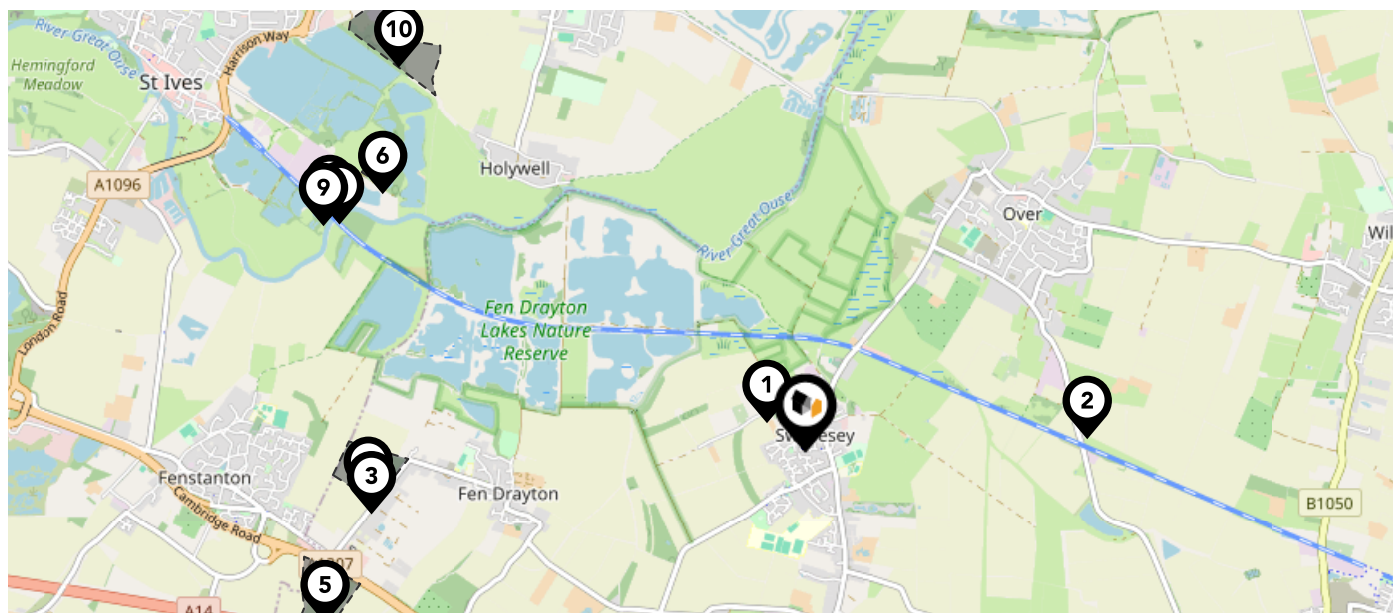 10
River Great Ouse
Harrison Way
Hemingford
Meadow
St Ives
6
Holywell
A1096
9
Over
River Great Ouse
Wil
London Road
Fen Drayton
Lakes Nature
Reserve
1
2
3
Fenstanton
Fen Drayton
Cambridge Road
B1050
5
A14